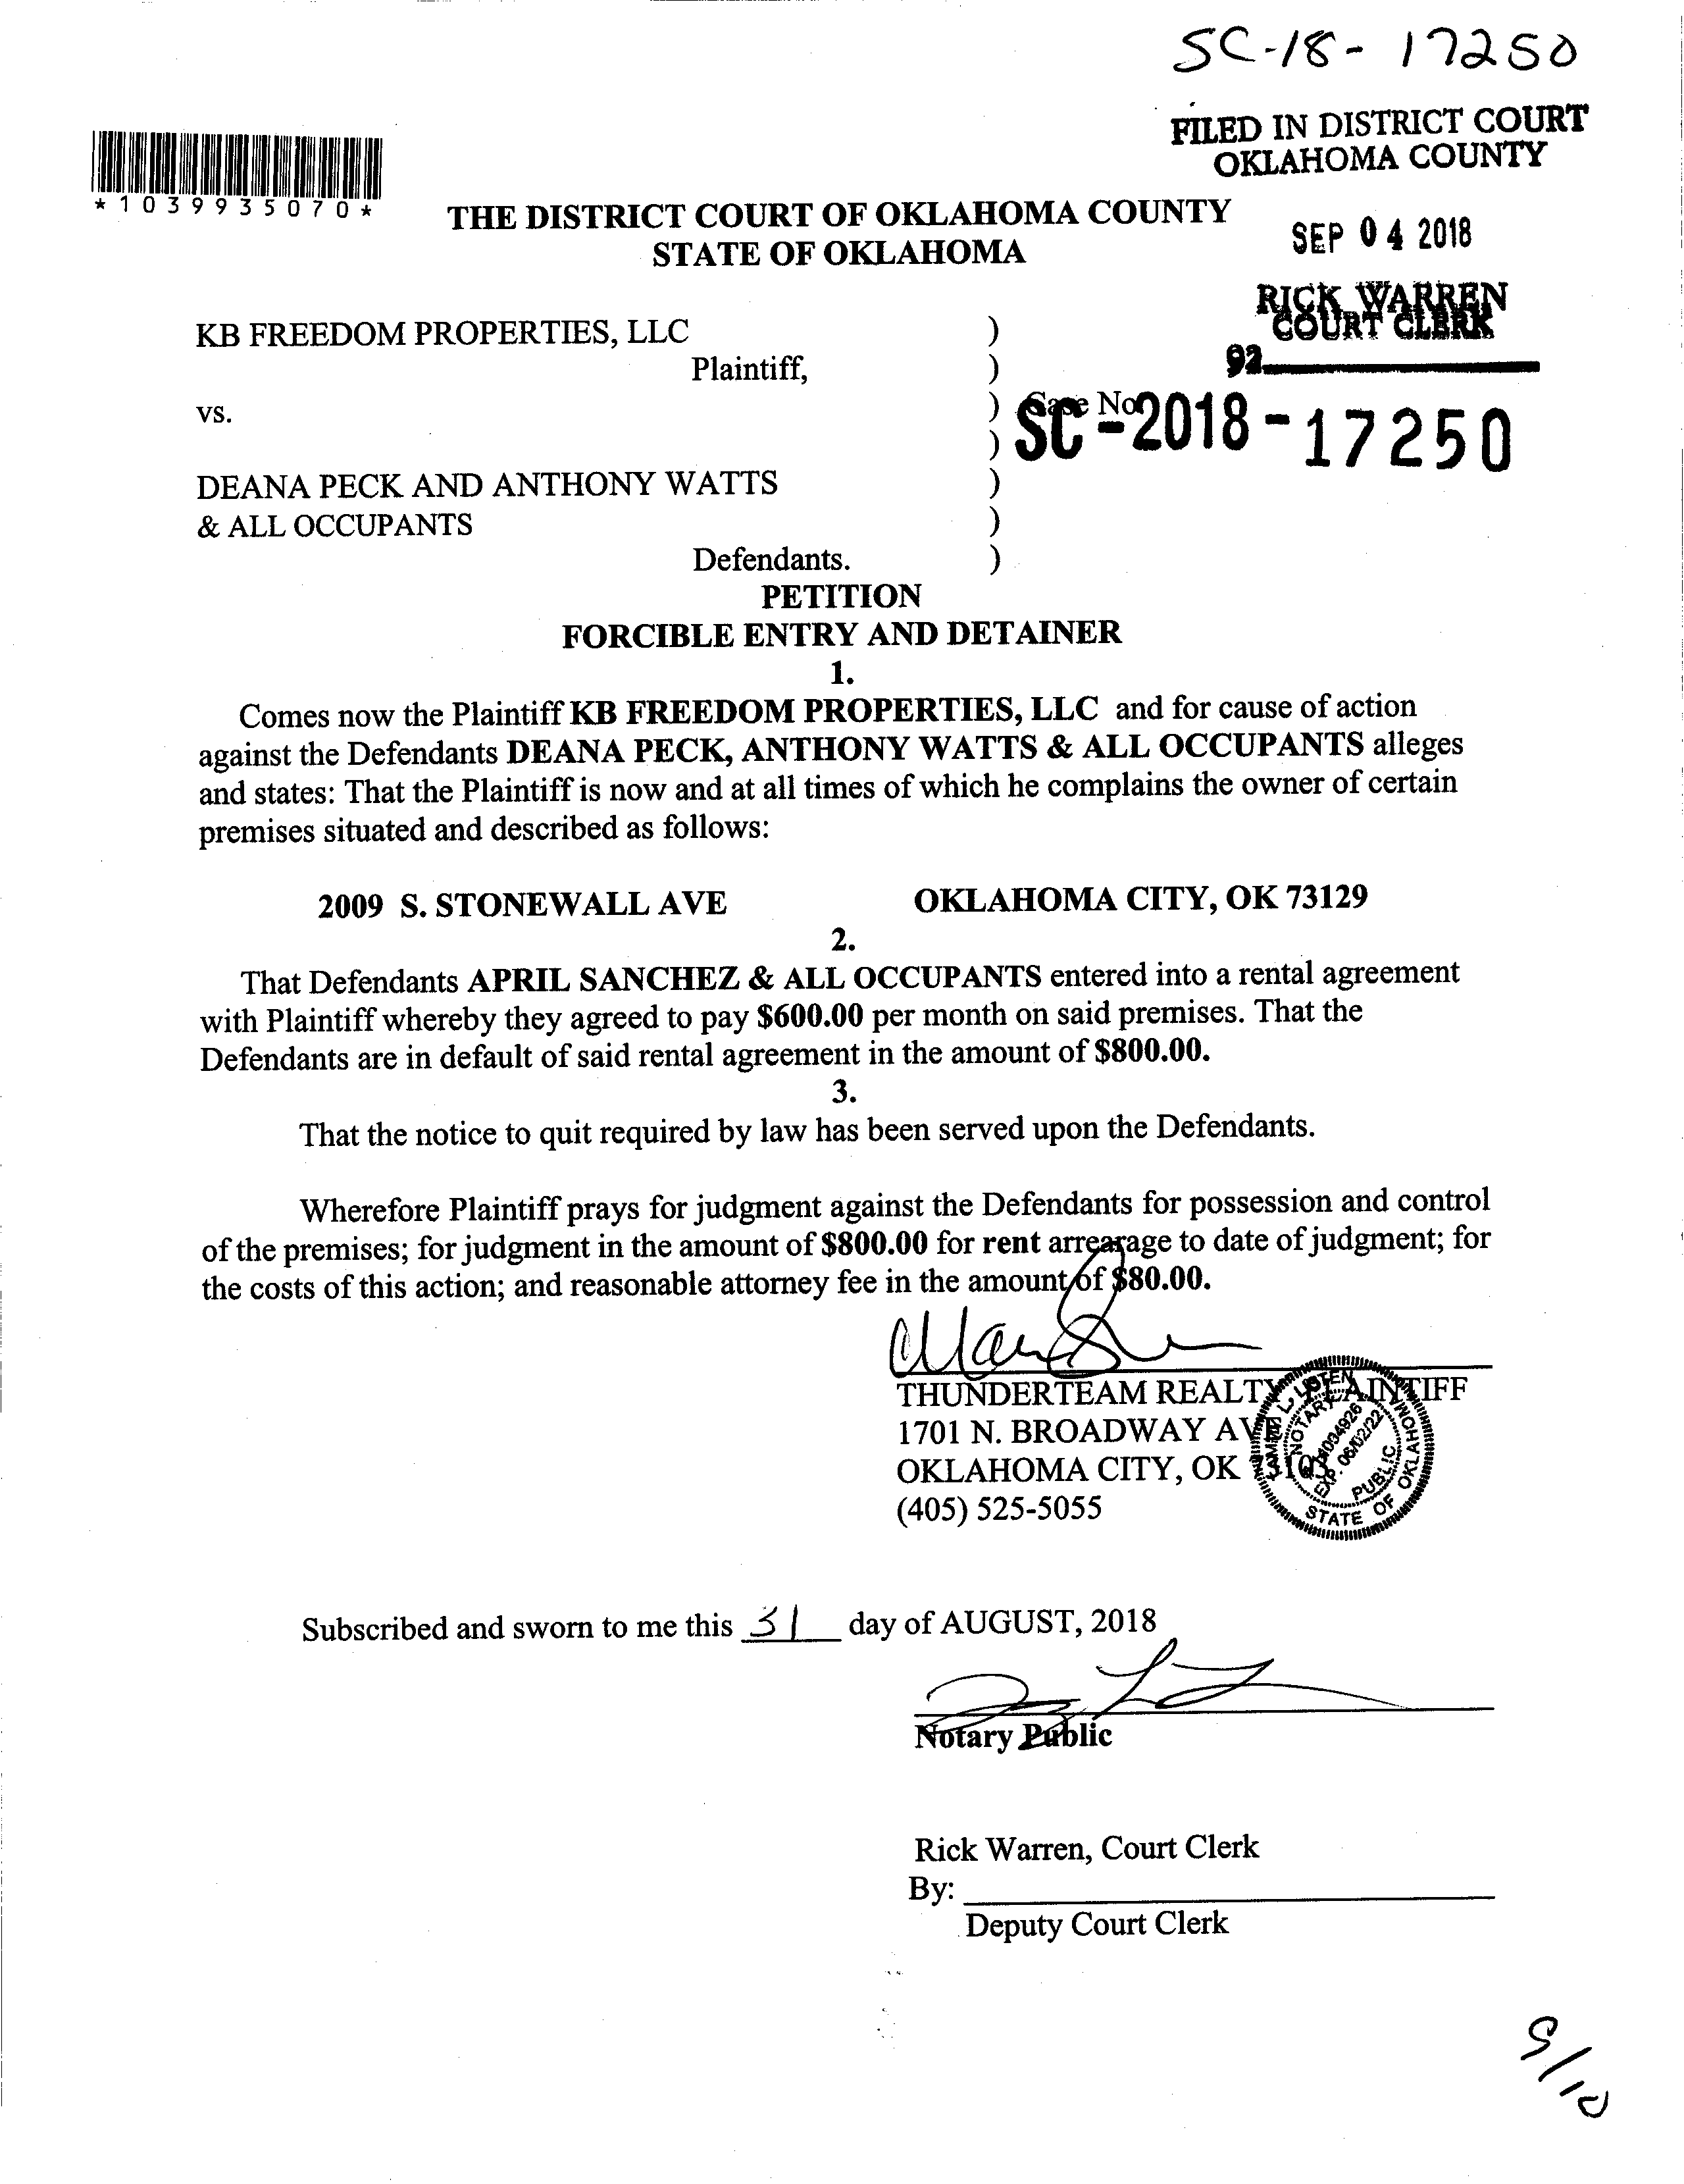 SC-18-17250
FILED IN DISTRICT COURT
OKLAHOMA COUNTY
*1039935070*
THE DISTRICT COURT OF OKLAHOMA COUNTY
STATE OF OKLAHOMA
SEP 04 2018
RICK WARREN
COURT CLERK
92
KB FREEDOM PROPERTIES, LLC )
Plaintiff, )
vs. ) Case No
SC-2018-17250
)
DEANA PECK AND ANTHONY WATTS )
& ALL OCCUPANTS )
Defendants. )
PETITION
FORCIBLE ENTRY AND DETAINER
1.
Comes now the Plaintiff KB FREEDOM PROPERTIES, LLC and for cause of action
against the Defendants DEANA PECK, ANTHONY WATTS & ALL OCCUPANTS alleges
and states: That the Plaintiff is now and at all times of which he complains the owner of certain
premises situated and described as follows:
2009 S. STONEWALL AVE OKLAHOMA CITY, OK 73129
2.
That Defendants APRIL SANCHEZ & ALL OCCUPANTS entered into a rental agreement
with Plaintiff whereby they agreed to pay $600.00 per month on said premises. That the
Defendants are in default of said rental agreement in the amount of $800.00.
3.
That the notice to quit required by law has been served upon the Defendants.
Wherefore Plaintiff prays for judgment against the Defendants for possession and control
of the premises; for judgment in the amount of $800.00 for rent arrearage to date of judgment; for
the costs of this action; and reasonable attorney fee in the amount of $80.00.
THUNDERTEAM REALTY PLAINTIFF
1701 N. BROADWAY AVE
OKLAHOMA CITY, OK 73103
(405) 525-5055
NOTARY PUBLIC
EXP. 06/02/22
STATE OF OKLAHOMA
Subscribed and sworn to me this 31 day of AUGUST, 2018
Notary Public
Rick Warren, Court Clerk
By:
Deputy Court Clerk
9/10